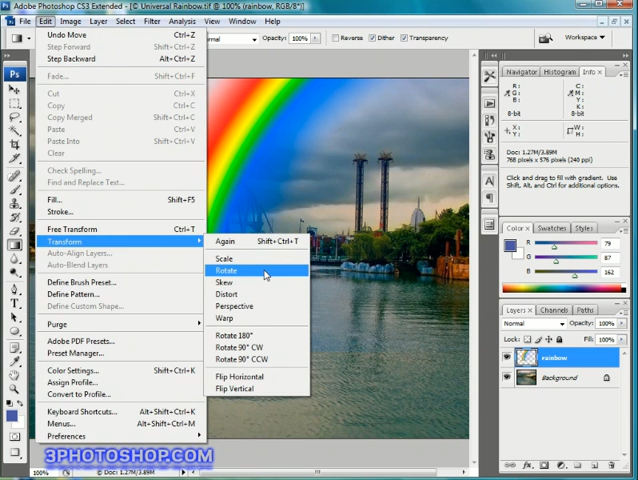 Adobe Photoshop CS3 Extended - [© Universal Rainbow.tif @ 100% (rainbow, RGB/8*)]
File Edit Image Layer Select Filter Analysis View Window Help
Opacity: 100% Reverse Dither Transparency Workspace
Undo Move Ctrl+Z
Step Forward Shift+Ctrl+Z
Step Backward Alt+Ctrl+Z
Fade... Shift+Ctrl+F
Cut Ctrl+X
Copy Ctrl+C
Copy Merged Shift+Ctrl+C
Paste Ctrl+V
Paste Into Shift+Ctrl+V
Clear
Check Spelling...
Find and Replace Text...
Fill... Shift+F5
Stroke...
Free Transform Ctrl+T
Transform
Auto-Align Layers...
Auto-Blend Layers
Define Brush Preset...
Define Pattern...
Define Custom Shape...
Purge
Adobe PDF Presets...
Preset Manager...
Color Settings... Shift+Ctrl+K
Assign Profile...
Convert to Profile...
Keyboard Shortcuts... Alt+Shift+Ctrl+K
Menus... Alt+Shift+Ctrl+M
Preferences
Again Shift+Ctrl+T
Scale
Rotate
Skew
Distort
Perspective
Warp
Rotate 180°
Rotate 90° CW
Rotate 90° CCW
Flip Horizontal
Flip Vertical
Ps
Navigator Histogram Info
R: C:
G: M:
B: Y:
K:
8-bit 8-bit
X: W:
Y: H:
Doc: 1.27M/3.89M
768 pixels x 576 pixels (240 ppi)
Click and drag to fill with gradient. Use
Shift, Alt, and Ctrl for additional options.
Color Swatches Styles
R 79
G 87
B 162
Layers Channels Paths
Normal Opacity: 100%
Lock: Fill: 100%
rainbow
Background
3PHOTOSHOP.COM
100% Doc: 1.27M/3.89M